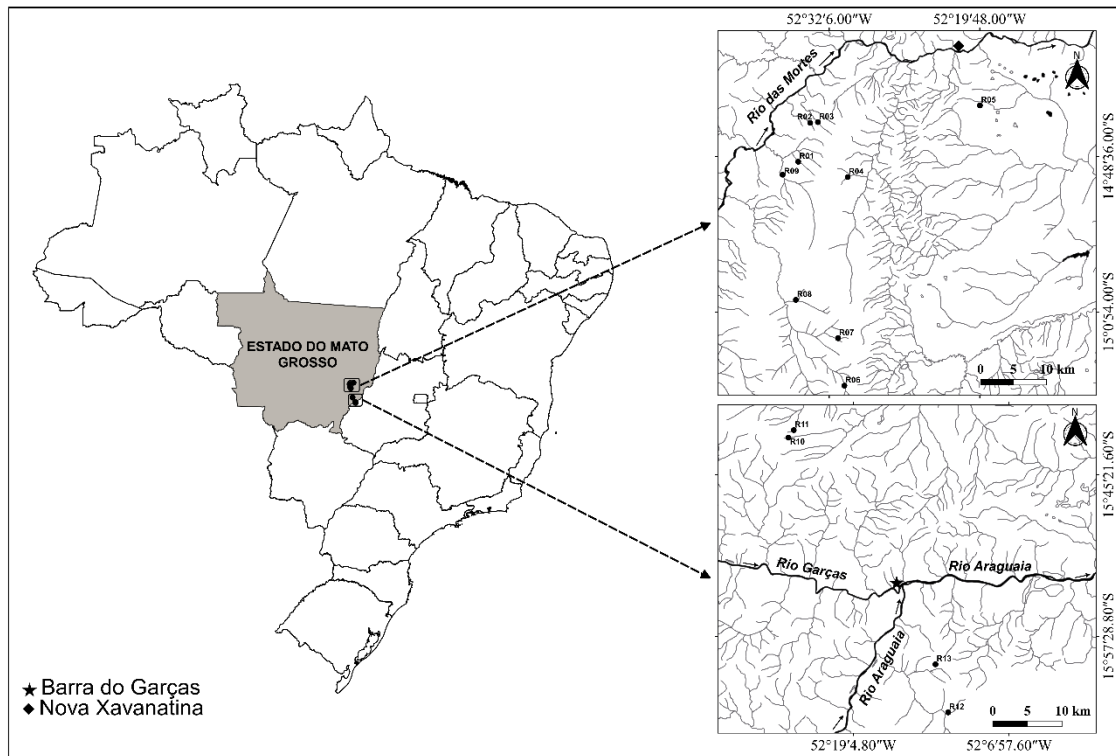 ESTADO DO MATO
GROSSO
★ Barra do Garças
◆ Nova Xavanatina
52°32'6.00"W
52°19'48.00"W
Rio das Mortes
N
R05
R02
R03
14°48'36.00"S
R01
R09
R04
R08
15°0'54.00"S
R07
R06
0 5 10 km
N
R11
R10
15°45'21.60"S
Rio Garças
Rio Araguaia
15°57'28.80"S
Rio Araguaia
R13
R12
0 5 10 km
52°19'4.80"W
52°6'57.60"W